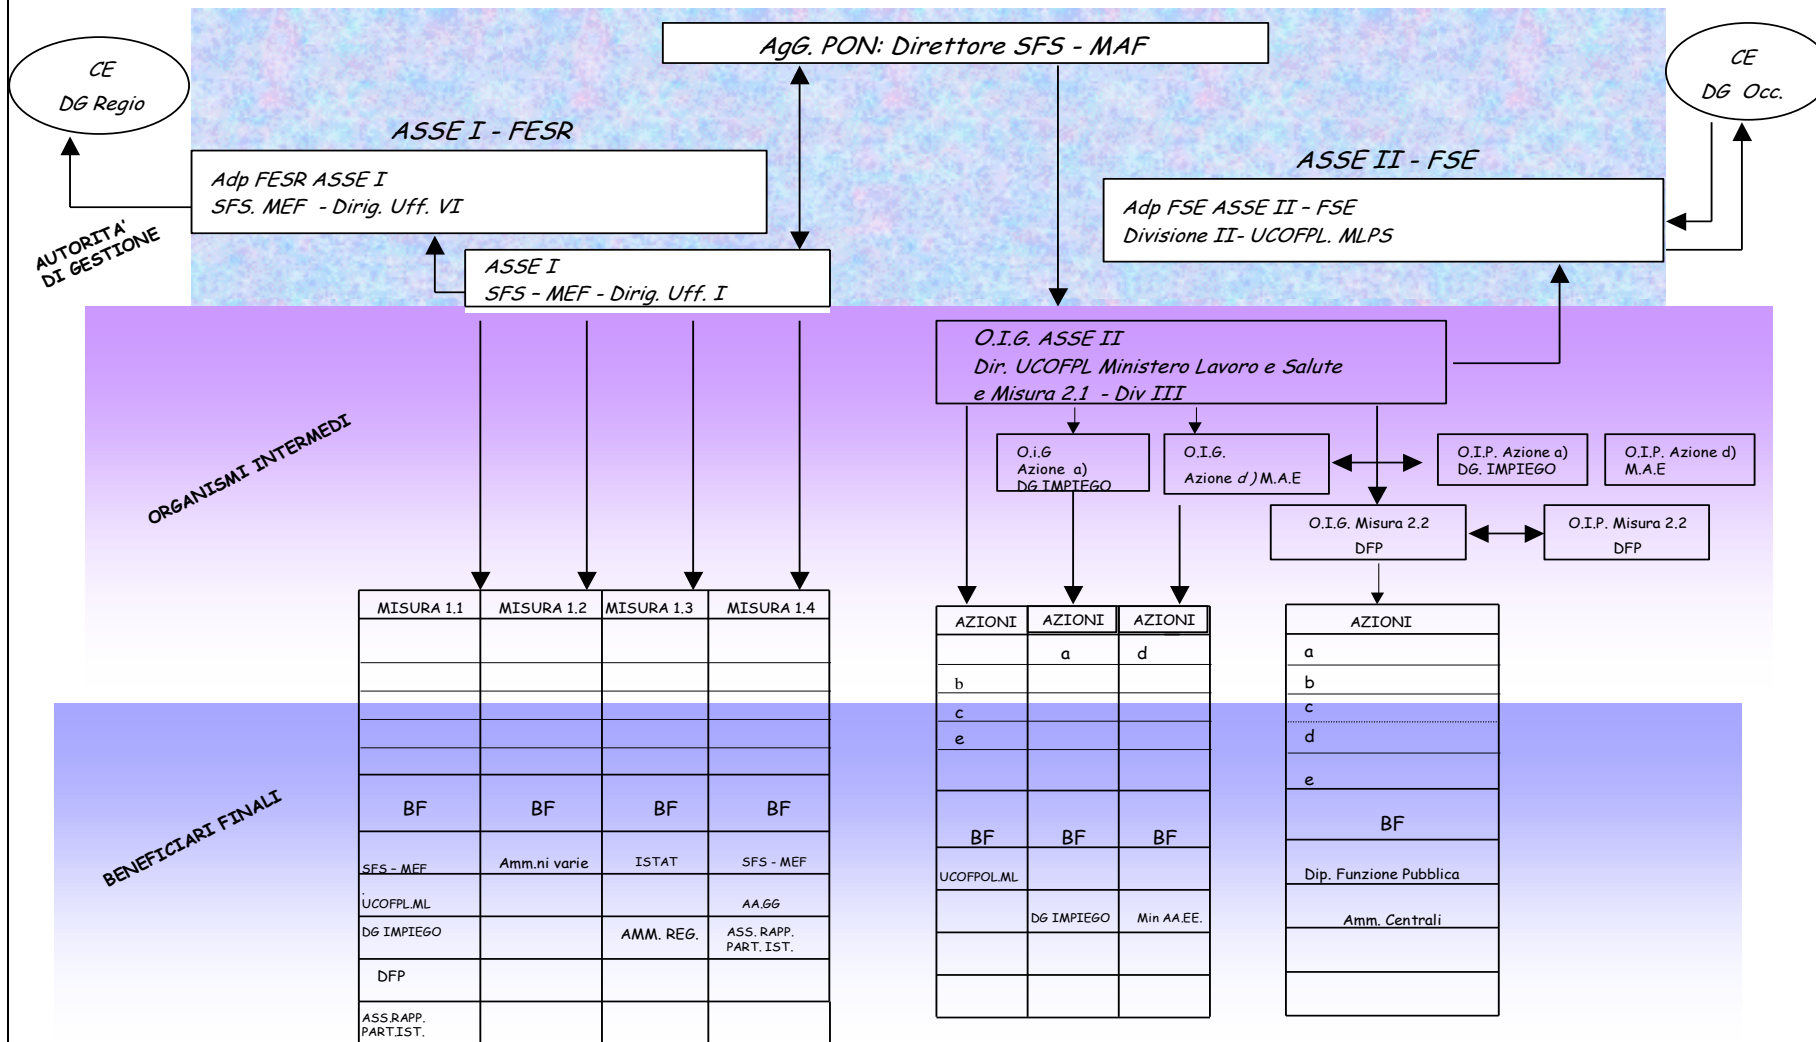 AgG. PON: Direttore SFS - MAF
CE
DG Regio
CE
DG Occ.
ASSE I - FESR
ASSE II - FSE
Adp FESR ASSE I
SFS. MEF - Dirig. Uff. VI
Adp FSE ASSE II - FSE
Divisione II- UCOFPL. MLPS
AUTORITA'
DI GESTIONE
ASSE I
SFS - MEF - Dirig. Uff. I
O.I.G. ASSE II
Dir. UCOFPL Ministero Lavoro e Salute
e Misura 2.1 - Div III
ORGANISMI INTERMEDI
O.i.G
Azione a)
DG IMPIEGO
O.I.G.
Azione d ) M.A.E
O.I.P. Azione a)
DG. IMPIEGO
O.I.P. Azione d)
M.A.E
O.I.G. Misura 2.2
DFP
O.I.P. Misura 2.2
DFP
MISURA 1.1 MISURA 1.2 MISURA 1.3 MISURA 1.4
AZIONI AZIONI AZIONI
AZIONI
a d
b
c
e
a
b
c
d
e
BENEFICIARI FINALI
BF BF BF BF
BF BF BF
BF
SFS - MEF Amm.ni varie ISTAT SFS - MEF
UCOFPOL.ML
Dip. Funzione Pubblica
.
UCOFPL.ML AA.GG
DG IMPIEGO Min AA.EE.
Amm. Centrali
DG IMPIEGO AMM. REG. ASS. RAPP.
PART. IST.
DFP
ASS.RAPP.
PART.IST.